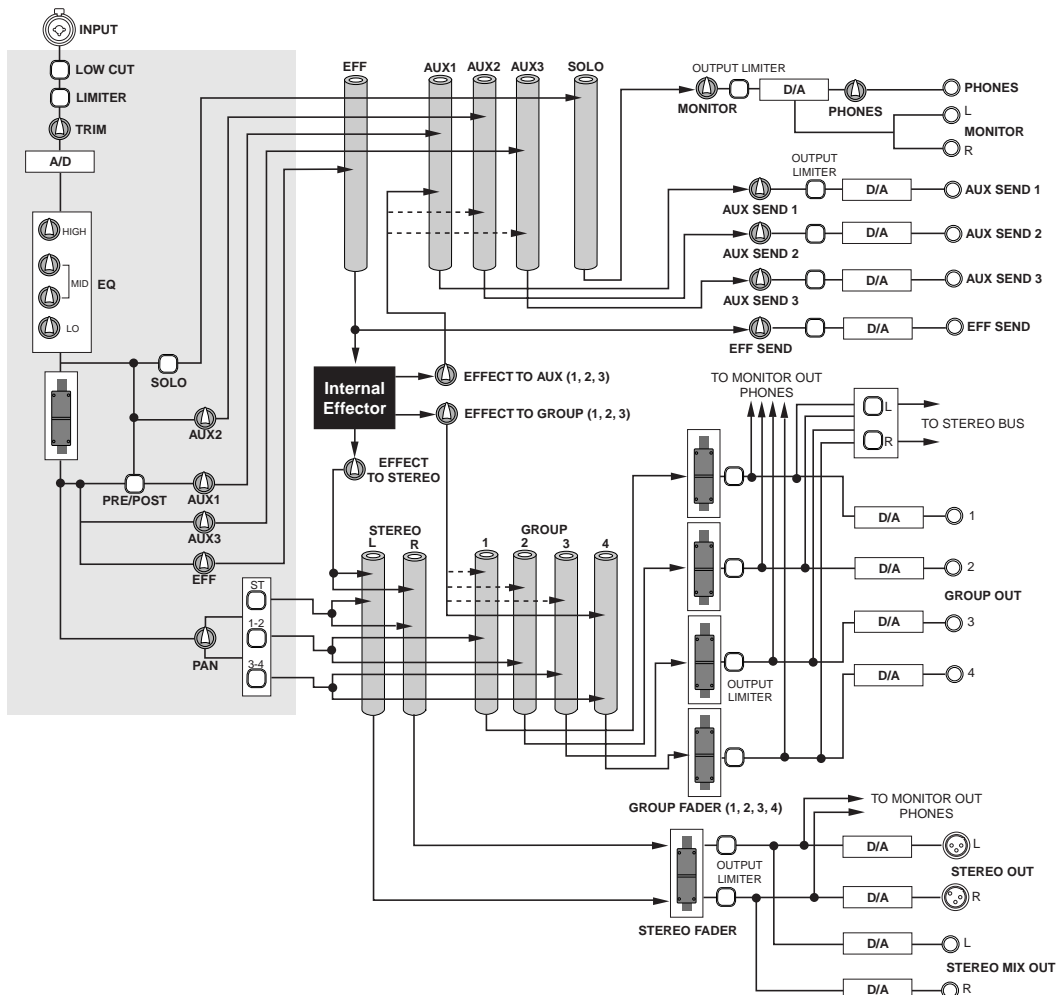 INPUT
LOW CUT
LIMITER
TRIM
A/D
HIGH
MID
EQ
LO
SOLO
AUX2
PRE/POST
AUX1
AUX3
EFF
PAN
ST
1-2
3-4
EFF
AUX1
AUX2
AUX3
SOLO
Internal
Effector
EFFECT TO AUX (1, 2, 3)
EFFECT TO GROUP (1, 2, 3)
EFFECT
TO STEREO
STEREO
L
R
GROUP
1
2
3
4
OUTPUT LIMITER
MONITOR
D/A
PHONES
PHONES
L
MONITOR
R
OUTPUT
LIMITER
AUX SEND 1
D/A
AUX SEND 1
AUX SEND 2
D/A
AUX SEND 2
AUX SEND 3
D/A
AUX SEND 3
EFF SEND
D/A
EFF SEND
TO MONITOR OUT
PHONES
L
R
TO STEREO BUS
D/A
1
D/A
2
GROUP OUT
D/A
3
D/A
4
OUTPUT
LIMITER
GROUP FADER (1, 2, 3, 4)
TO MONITOR OUT
PHONES
OUTPUT
LIMITER
STEREO FADER
D/A
L
STEREO OUT
D/A
R
D/A
L
STEREO MIX OUT
D/A
R